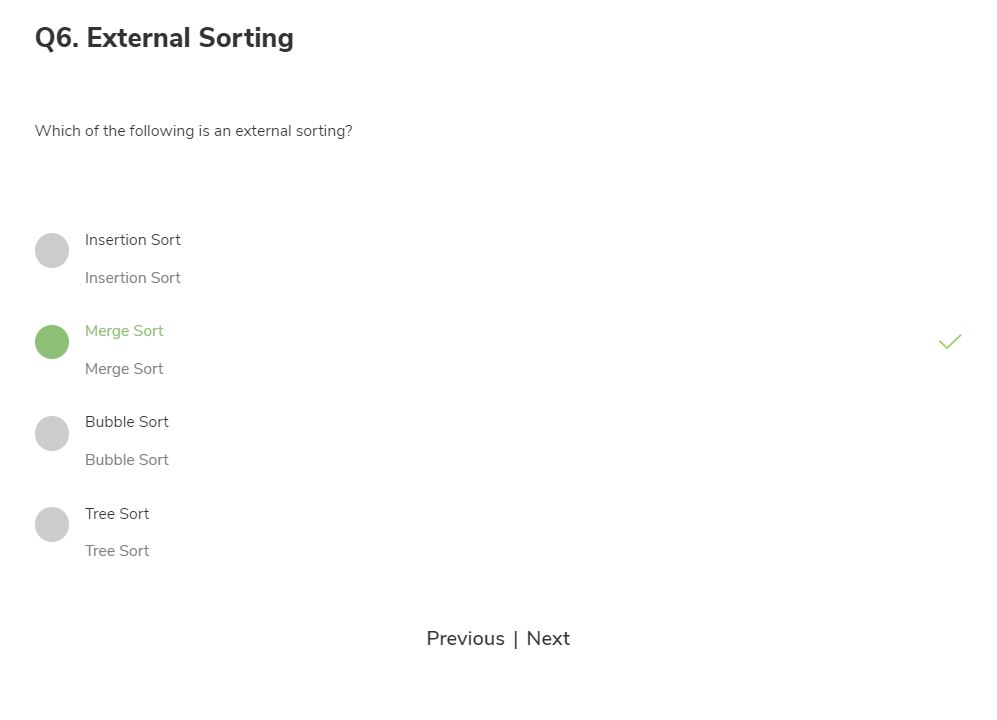 Q6. External Sorting
Which of the following is an external sorting?
Insertion Sort
Insertion Sort
Merge Sort
Merge Sort
Bubble Sort
Bubble Sort
Tree Sort
Tree Sort
Previous | Next